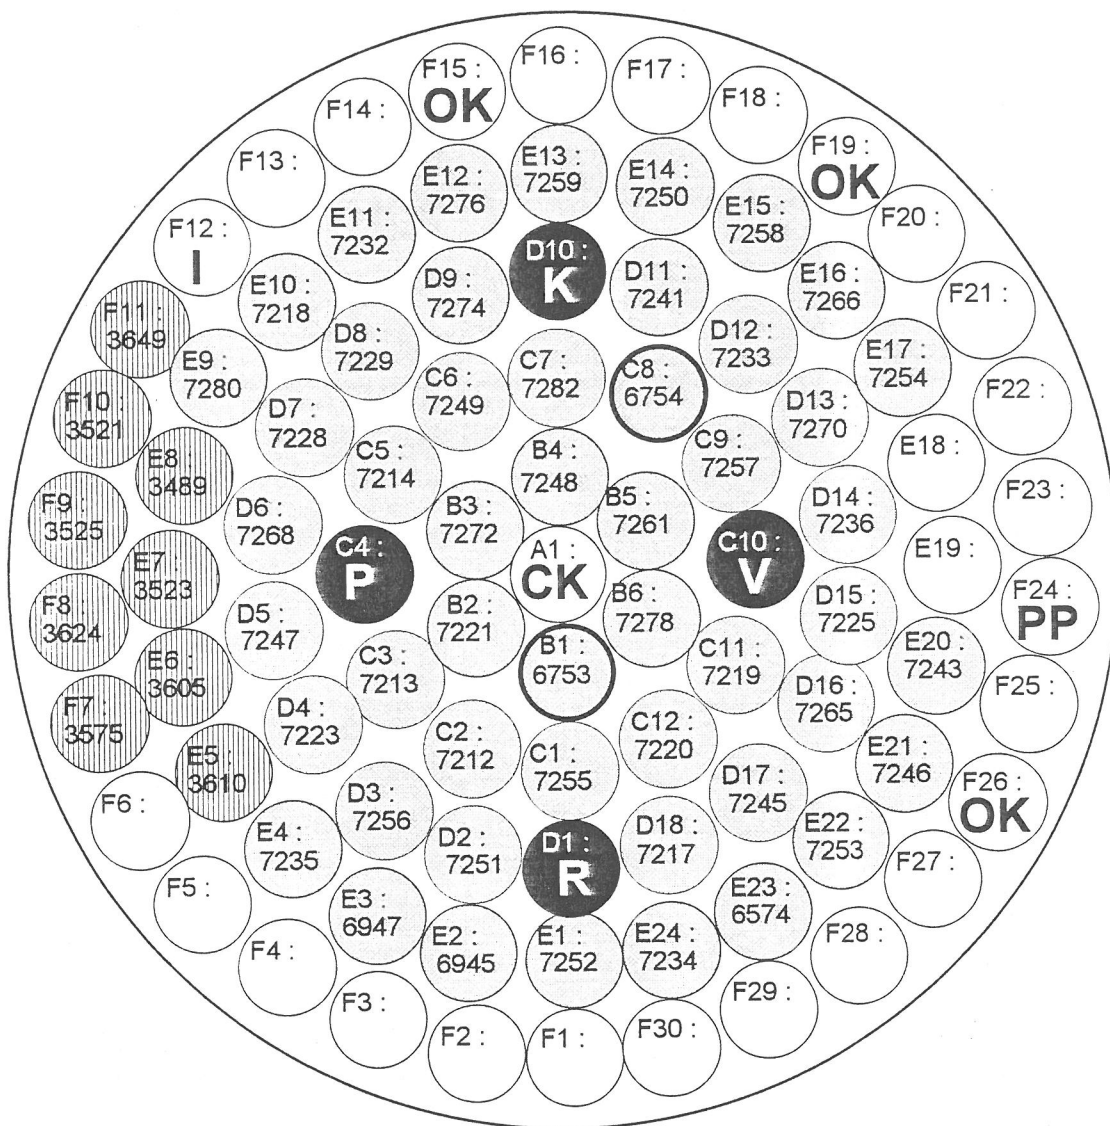 F16 :
F15 :
OK
F17 :
F14 :
F18 :
F13 :
F19 :
OK
E13 :
7259
E12 :
7276
E14 :
7250
F12 :
I
E11 :
7232
E15 :
7258
F20 :
D10 :
K
E10 :
7218
D9 :
7274
D11 :
7241
E16 :
7266
F21 :
F11 :
3649
D8 :
7229
D12 :
7233
E9 :
7280
C7 :
7282
C8 :
6754
E17 :
7254
F10 :
3521
D7 :
7228
C6 :
7249
D13 :
7270
F22 :
E8 :
3489
C5 :
7214
B4 :
7248
C9 :
7257
E18 :
F9 :
3525
D6 :
7268
B3 :
7272
B5 :
7261
D14 :
7236
F23 :
E7 :
3523
C4 :
P
A1 :
CK
C10 :
V
E19 :
F8 :
3624
D5 :
7247
B2 :
7221
B6 :
7278
D15 :
7225
F24 :
PP
E6 :
3605
C3 :
7213
B1 :
6753
C11 :
7219
E20 :
7243
F7 :
3575
D4 :
7223
D16 :
7265
F25 :
C2 :
7212
C1 :
7255
C12 :
7220
E5 :
3610
E21 :
7246
F6 :
D3 :
7256
D17 :
7245
F26 :
OK
E4 :
7235
D2 :
7251
D1 :
R
D18 :
7217
E22 :
7253
F5 :
F27 :
E3 :
6947
E23 :
6574
F4 :
E2 :
6945
E1 :
7252
E24 :
7234
F28 :
F3 :
F29 :
F2 :
F1 :
F30 :